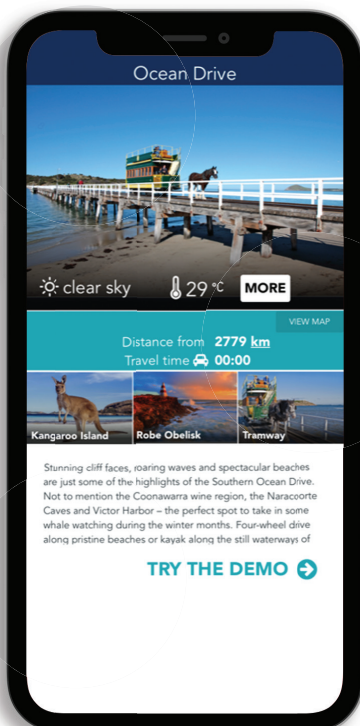 Ocean Drive
clear sky
29 °C
MORE
VIEW MAP
Distance from 2779 km
Travel time 00:00
Kangaroo Island
Robe Obelisk
Tramway
Stunning cliff faces, roaring waves and spectacular beaches
are just some of the highlights of the Southern Ocean Drive.
Not to mention the Coonawarra wine region, the Naracoorte
Caves and Victor Harbor – the perfect spot to take in some
whale watching during the winter months. Four-wheel drive
along pristine beaches or kayak along the still waterways of
TRY THE DEMO